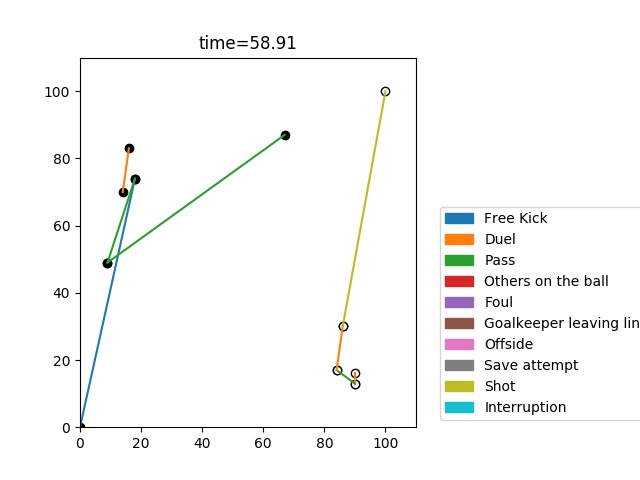 time=58.91
100
80
60
40
20
0
0 20 40 60 80 100
Free Kick
Duel
Pass
Others on the ball
Foul
Goalkeeper leaving lin
Offside
Save attempt
Shot
Interruption